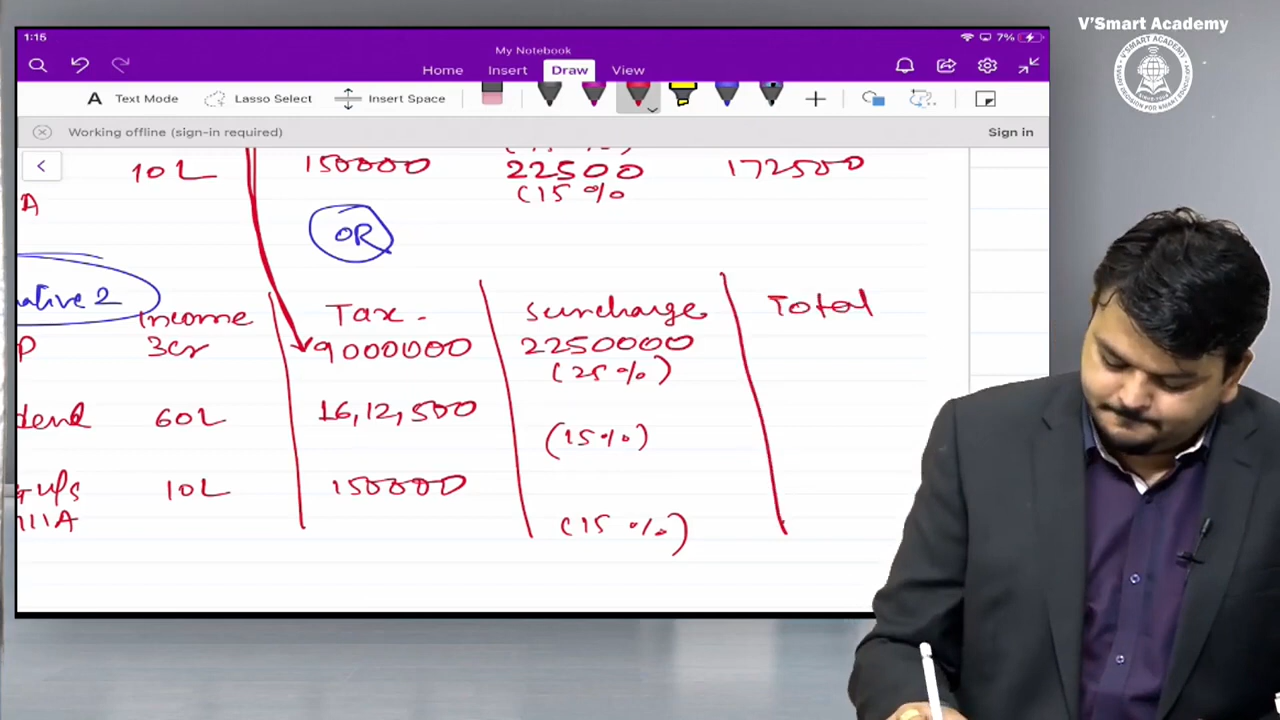 V'Smart Academy
1:15
7%
My Notebook
Home Insert Draw View
A Text Mode Lasso Select Insert Space
Working offline (sign-in required) Sign in
10L 150000 22500 172500
(15%
A
OR
ative 2
Income Tax Surcharge Total
P 3cr 9000000 2250000
(25%)
dend 60L 16,12,500
(15%)
10L 150000
111A (15%)